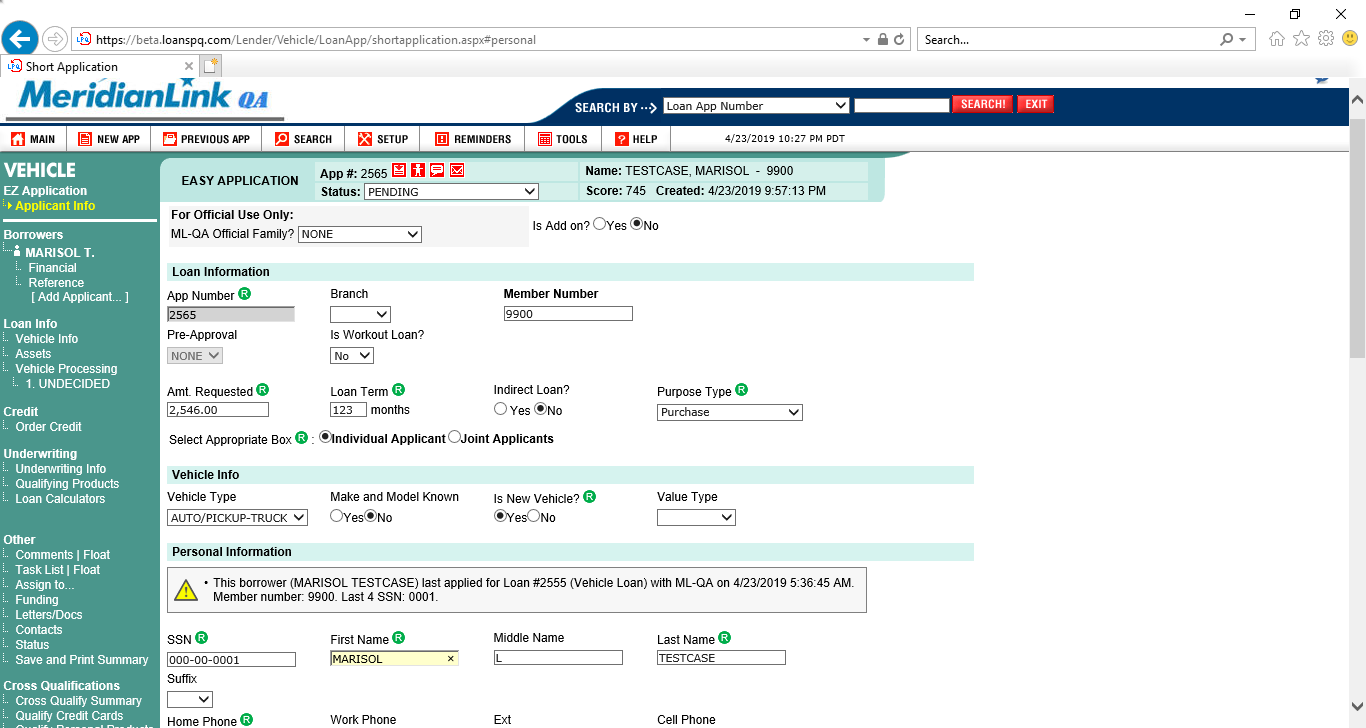 https://beta.loanspq.com/Lender/Vehicle/LoanApp/shortapplication.aspx#personal
Search...
Short Application
MeridianLink QA
SEARCH BY Loan App Number SEARCH! EXIT
MAIN NEW APP PREVIOUS APP SEARCH SETUP REMINDERS TOOLS HELP 4/23/2019 10:27 PM PDT
VEHICLE
EZ Application
Applicant Info
Borrowers
MARISOL T.
Financial
Reference
[ Add Applicant... ]
Loan Info
Vehicle Info
Assets
Vehicle Processing
1. UNDECIDED
Credit
Order Credit
Underwriting
Underwriting Info
Qualifying Products
Loan Calculators
Other
Comments | Float
Task List | Float
Assign to...
Funding
Letters/Docs
Contacts
Status
Save and Print Summary
Cross Qualifications
Cross Qualify Summary
Qualify Credit Cards
EASY APPLICATION
App #: 2565
Status: PENDING
Name: TESTCASE, MARISOL - 9900
Score: 745 Created: 4/23/2019 9:57:13 PM
For Official Use Only:
ML-QA Official Family? NONE
Is Add on? Yes No
Loan Information
App Number R Branch Member Number
2565 9900
Pre-Approval Is Workout Loan?
NONE No
Amt. Requested R Loan Term R Indirect Loan? Purpose Type R
2,546.00 123 months Yes No Purchase
Select Appropriate Box R : Individual Applicant Joint Applicants
Vehicle Info
Vehicle Type Make and Model Known Is New Vehicle? R Value Type
AUTO/PICKUP-TRUCK Yes No Yes No
Personal Information
• This borrower (MARISOL TESTCASE) last applied for Loan #2555 (Vehicle Loan) with ML-QA on 4/23/2019 5:36:45 AM.
Member number: 9900. Last 4 SSN: 0001.
SSN R First Name R Middle Name Last Name R
000-00-0001 MARISOL × L TESTCASE
Suffix
Home Phone R Work Phone Ext Cell Phone